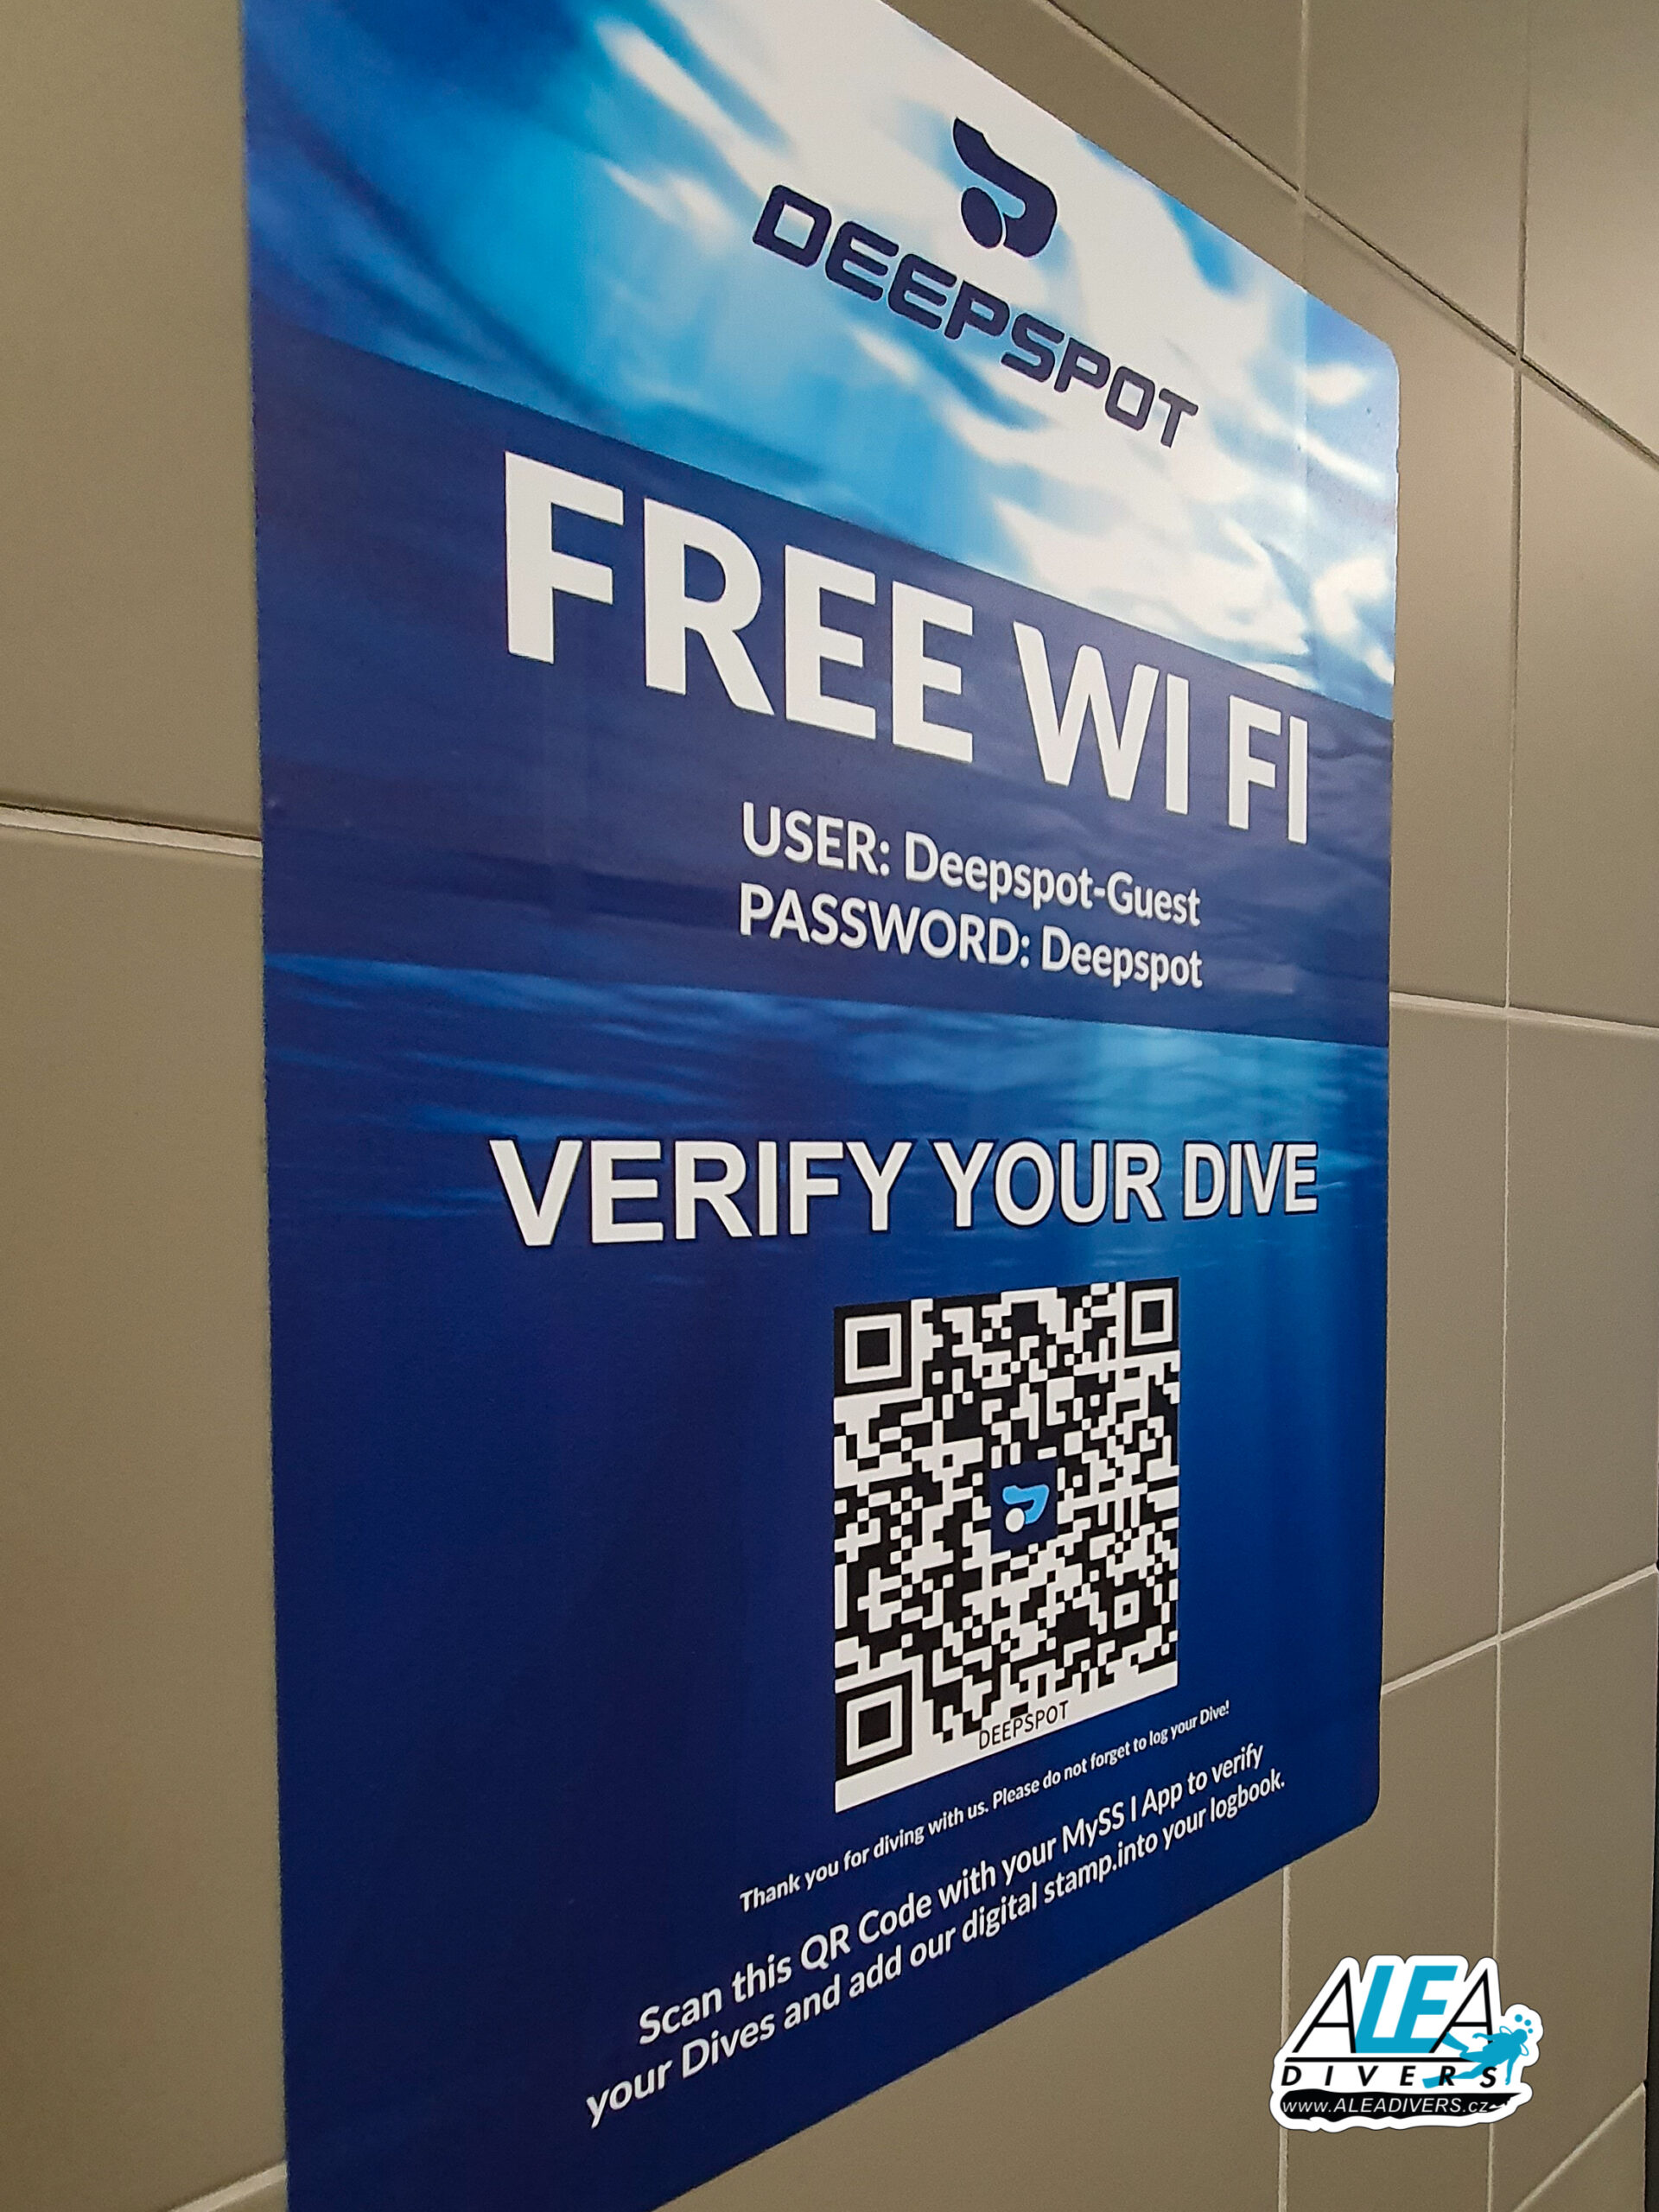 DEEPSPOT
FREE WI FI
USER: Deepspot-Guest
PASSWORD: Deepspot
VERIFY YOUR DIVE
DEEPSPOT
Thank you for diving with us. Please do not forget to log your Dive!
Scan this QR Code with your MySS I App to verify
your Dives and add our digital stamp.into your logbook.
ALEA
DIVERS
www.ALEADIVERS.cz